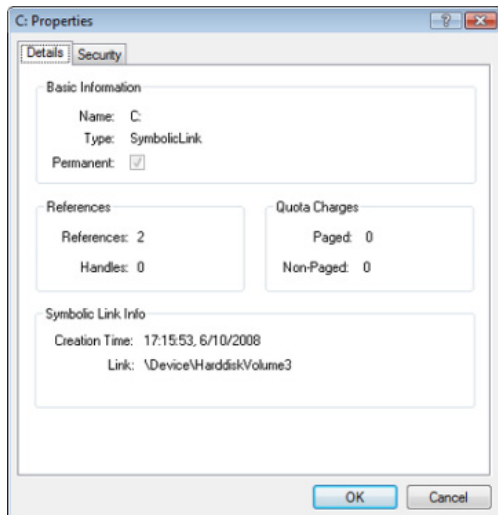 C: Properties
Details
Security
Basic Information
Name: C:
Type: SymbolicLink
Permanent:
References
References: 2
Handles: 0
Quota Charges
Paged: 0
Non-Paged: 0
Symbolic Link Info
Creation Time: 17:15:53, 6/10/2008
Link: \Device\HarddiskVolume3
OK
Cancel